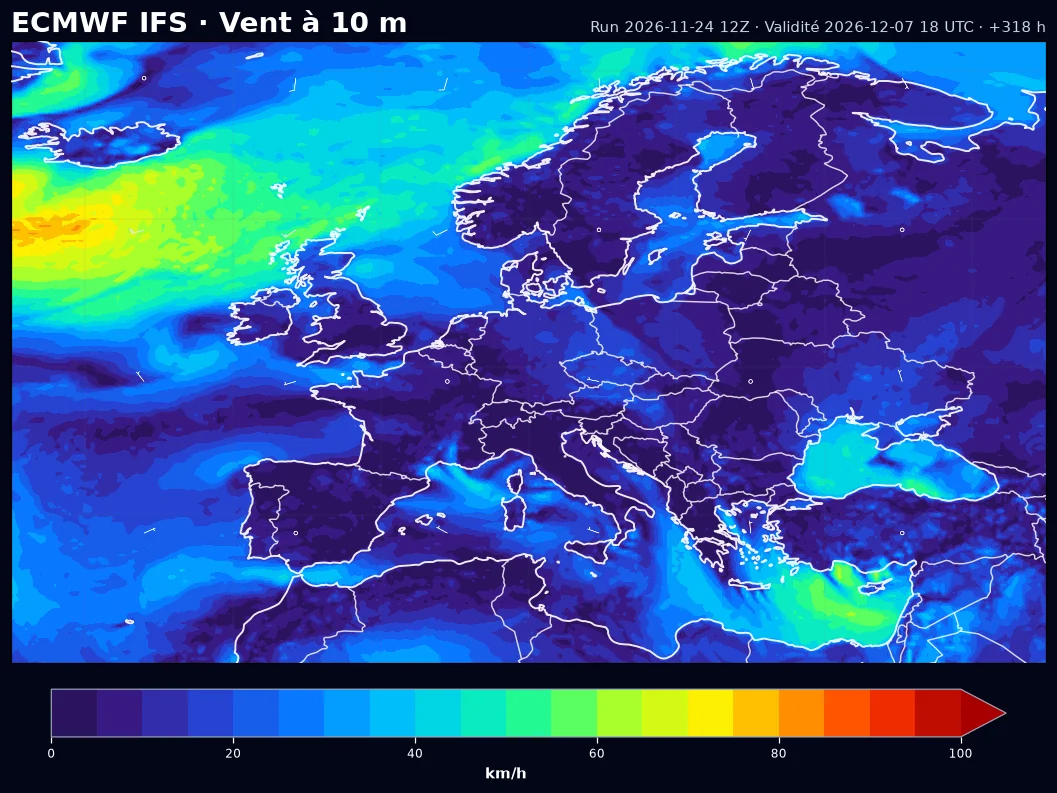 ECMWF IFS · Vent à 10 m
Run 2026-11-24 12Z · Validité 2026-12-07 18 UTC · +318 h
0 20 40 60 80 100
km/h